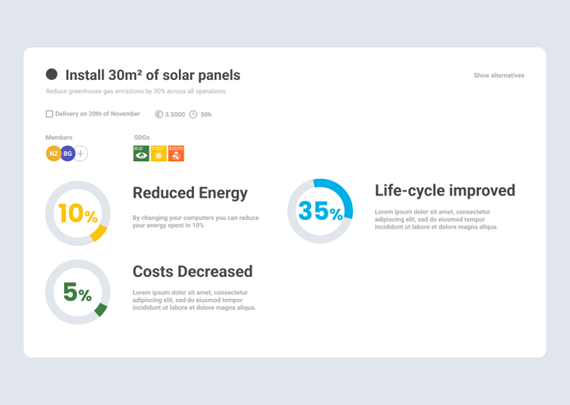 Install 30m² of solar panels
Show alternatives
Reduce greenhouse gas emissions by 30% across all operations
Delivery on 20th of November
€ 3.5000
50h
Members
SDGs
NZ
BG
+
10%
Reduced Energy
By changing your computers you can reduce
your energy spent in 10%
35%
Life-cycle improved
Lorem ipsum dolor sit amet, consectetur
adipiscing elit, sed do eiusmod tempor
incididunt ut labore et dolore magna aliqua.
5%
Costs Decreased
Lorem ipsum dolor sit amet, consectetur
adipiscing elit, sed do eiusmod tempor
incididunt ut labore et dolore magna aliqua.